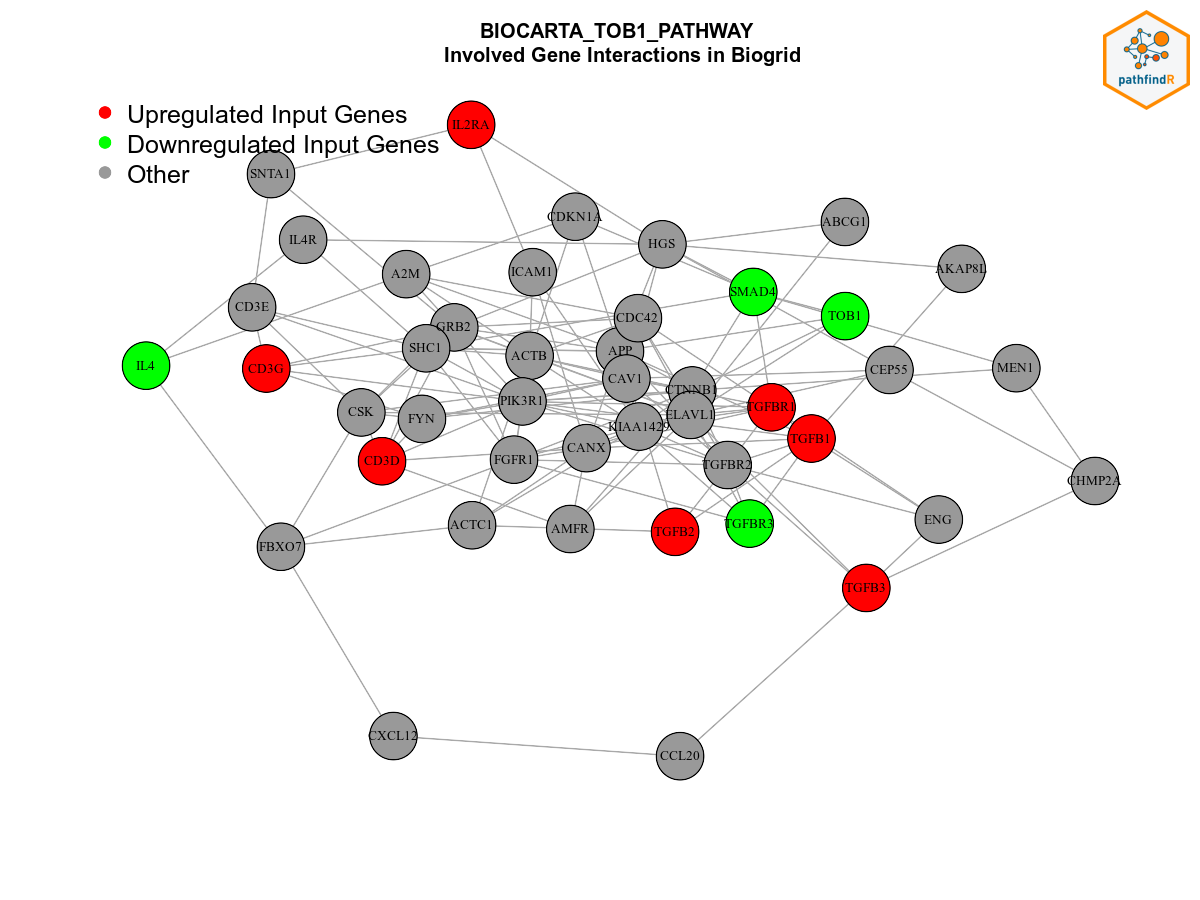 BIOCARTA_TOB1_PATHWAY
Involved Gene Interactions in Biogrid
pathfindR
Upregulated Input Genes
Downregulated Input Genes
Other
IL2RA
SNTA1
CDKN1A
ABCG1
IL4R
HGS
AKAP8L
A2M
ICAM1
SMAD4
CD3E
TOB1
CDC42
GRB2
SHC1
ACTB
APP
IL4
CD3G
CEP55
MEN1
CAV1
CTNNB1
PIK3R1
TGFBR1
CSK
FYN
ELAVL1
KIAA1429
TGFB1
CANX
CD3D
FGFR1
TGFBR2
CHMP2A
ACTC1
AMFR
TGFB2
TGFBR3
ENG
FBXO7
TGFB3
CXCL12
CCL20